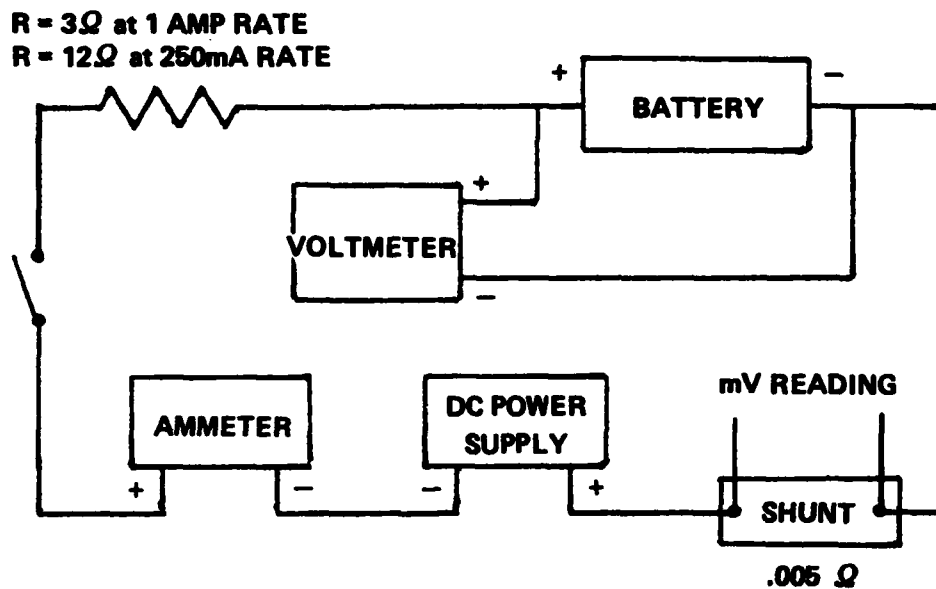 R = 3Ω at 1 AMP RATE
R = 12Ω at 250mA RATE
+
−
BATTERY
+
VOLTMETER
−
mV READING
AMMETER
DC POWER
SUPPLY
+
−
−
+
SHUNT
.005 Ω